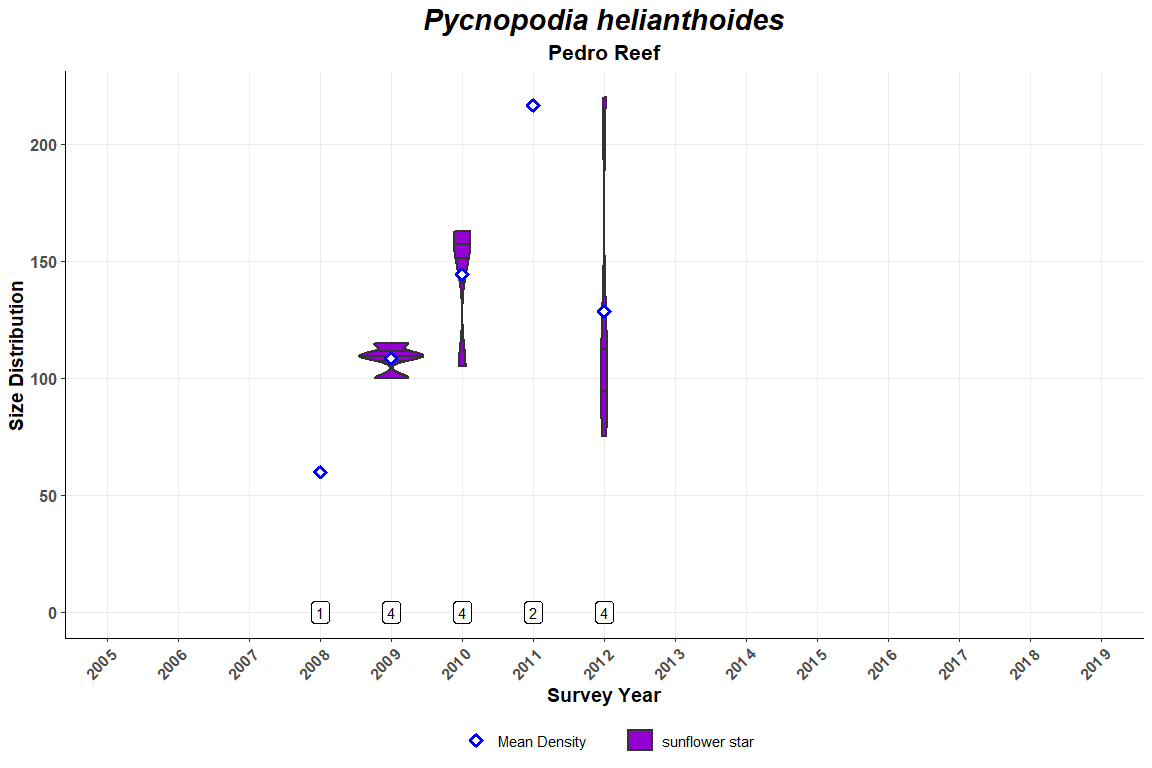 Pycnopodia helianthoides
Pedro Reef
Size Distribution
200
150
100
50
0
1 4 4 2 4
2005 2006 2007 2008 2009 2010 2011 2012 2013 2014 2015 2016 2017 2018 2019
Survey Year
Mean Density sunflower star